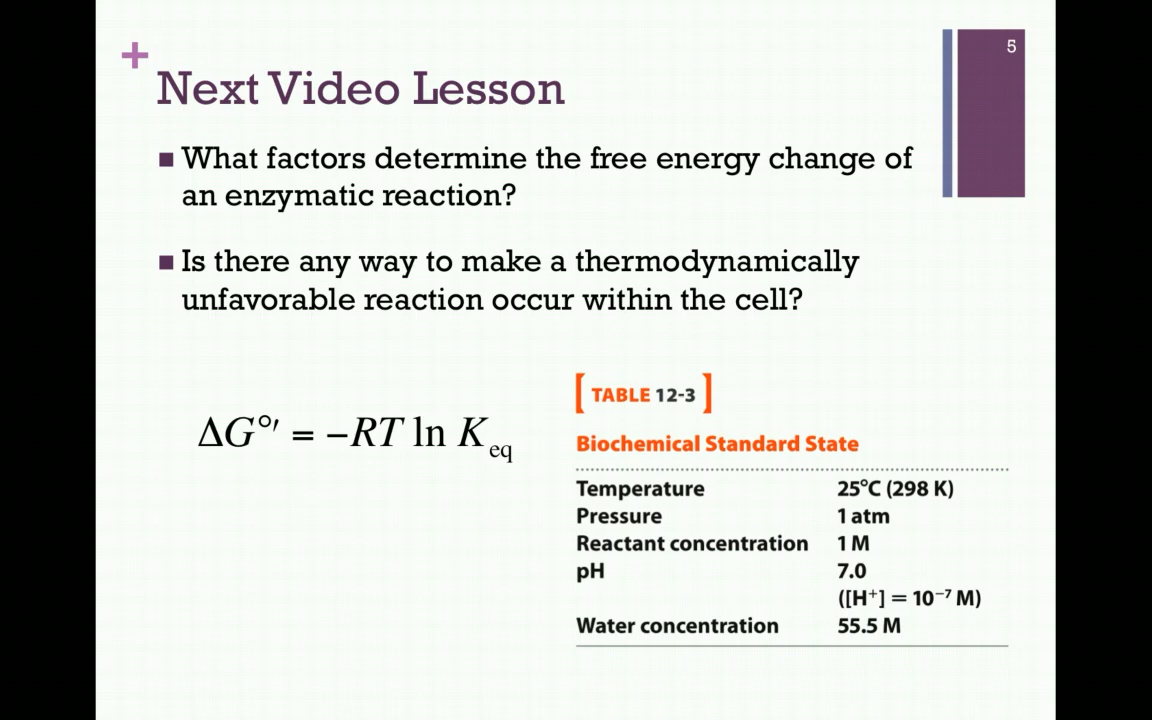 5
+
Next Video Lesson
■ What factors determine the free energy change of
an enzymatic reaction?
■ Is there any way to make a thermodynamically
unfavorable reaction occur within the cell?
ΔG°′ = −RT ln K_eq
[ TABLE 12-3 ]
Biochemical Standard State
Temperature 25°C (298 K)
Pressure 1 atm
Reactant concentration 1 M
pH 7.0
([H⁺] = 10⁻⁷ M)
Water concentration 55.5 M